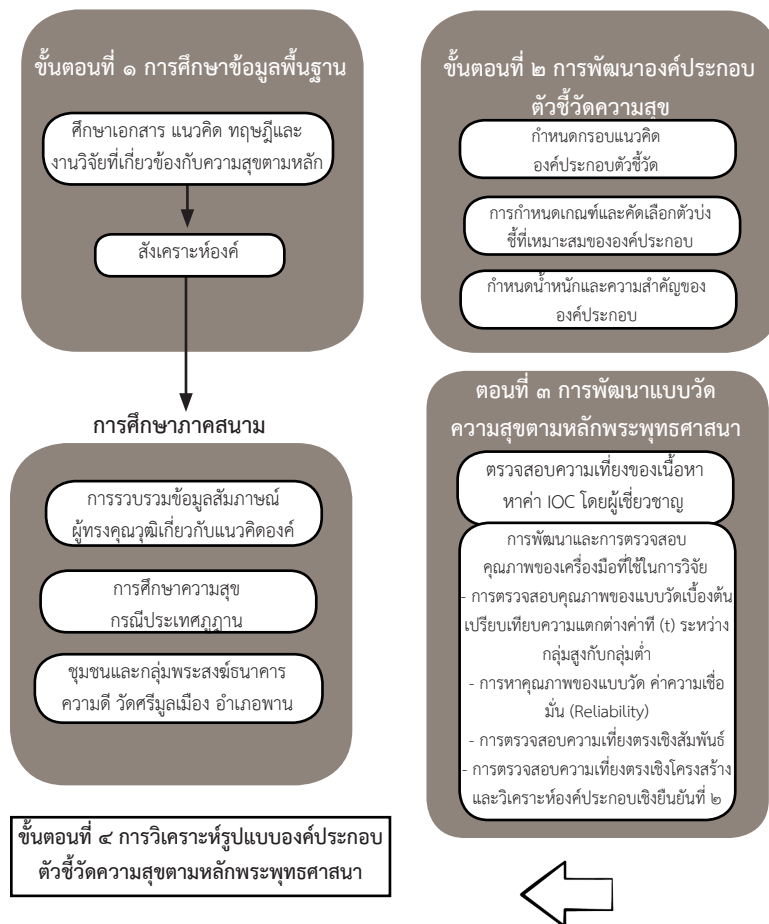 ขั้นตอนที่ ๑ การศึกษาข้อมูลพื้นฐาน
ศึกษาเอกสาร แนวคิด ทฤษฎีและ
งานวิจัยที่เกี่ยวข้องกับความสุขตามหลัก
สังเคราะห์องค์
การศึกษาภาคสนาม
การรวบรวมข้อมูลสัมภาษณ์
ผู้ทรงคุณวุฒิเกี่ยวกับแนวคิดองค์
การศึกษาความสุข
กรณีประเทศภูฎาน
ชุมชนและกลุ่มพระสงฆ์ธนาคาร
ความดี วัดศรีมูลเมือง อำเภอพาน
ขั้นตอนที่ ๒ การพัฒนาองค์ประกอบ
ตัวชี้วัดความสุข
กำหนดกรอบแนวคิด
องค์ประกอบตัวชี้วัด
การกำหนดเกณฑ์และคัดเลือกตัวบ่ง
ชี้ที่เหมาะสมขององค์ประกอบ
กำหนดน้ำหนักและความสำคัญของ
องค์ประกอบ
ตอนที่ ๓ การพัฒนาแบบวัด
ความสุขตามหลักพระพุทธศาสนา
ตรวจสอบความเที่ยงของเนื้อหา
หาค่า IOC โดยผู้เชี่ยวชาญ
การพัฒนาและการตรวจสอบ
คุณภาพของเครื่องมือที่ใช้ในการวิจัย
- การตรวจสอบคุณภาพของแบบวัดเบื้องต้น
เปรียบเทียบความแตกต่างค่าที (t) ระหว่าง
กลุ่มสูงกับกลุ่มต่ำ
- การหาคุณภาพของแบบวัด ค่าความเชื่อ
มั่น (Reliability)
- การตรวจสอบความเที่ยงตรงเชิงสัมพันธ์
- การตรวจสอบความเที่ยงตรงเชิงโครงสร้าง
และวิเคราะห์องค์ประกอบเชิงยืนยันที่ ๒
ขั้นตอนที่ ๔ การวิเคราะห์รูปแบบองค์ประกอบ
ตัวชี้วัดความสุขตามหลักพระพุทธศาสนา